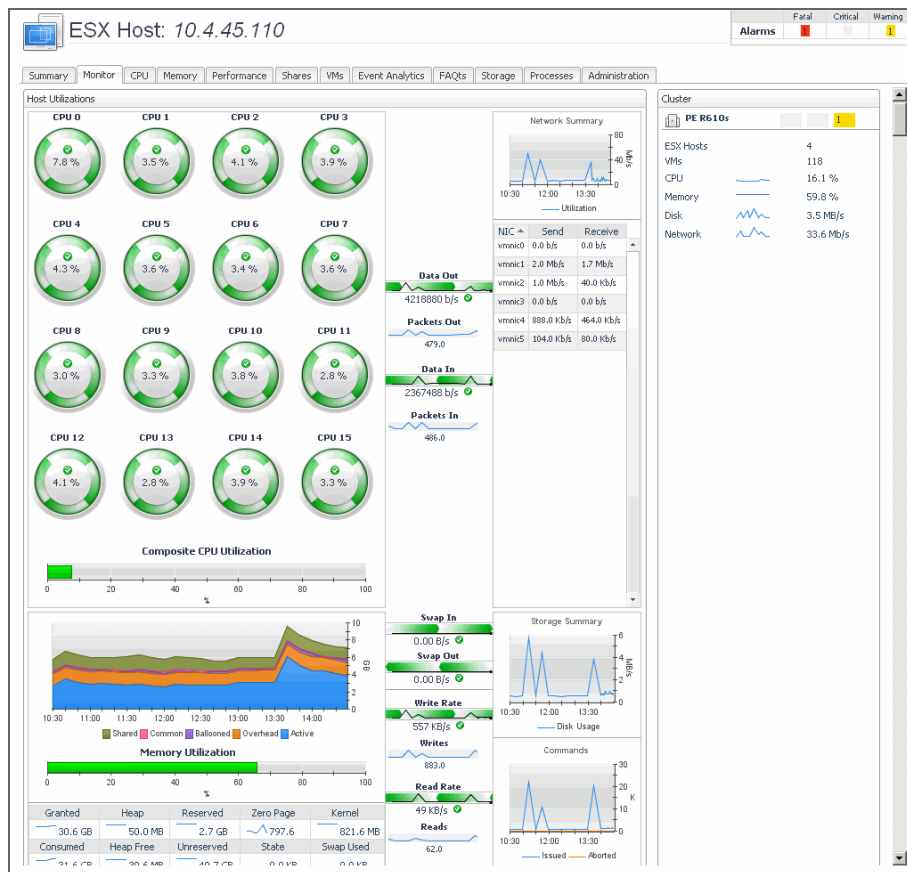 ESX Host: 10.4.45.110
Fatal Critical Warning
Alarms 1 1
Summary Monitor CPU Memory Performance Shares VMs Event Analytics FAQts Storage Processes Administration
Host Utilizations
CPU 0 CPU 1 CPU 2 CPU 3
7.8 % 3.5 % 4.1 % 3.9 %
CPU 4 CPU 5 CPU 6 CPU 7
4.3 % 3.6 % 3.4 % 3.6 %
CPU 8 CPU 9 CPU 10 CPU 11
3.0 % 3.3 % 3.8 % 2.8 %
CPU 12 CPU 13 CPU 14 CPU 15
4.1 % 2.8 % 3.9 % 3.3 %
Composite CPU Utilization
0 20 40 60 80 100
%
Data Out
4218880 b/s
Packets Out
479.0
Data In
2367488 b/s
Packets In
486.0
Network Summary
80
40
0
Mb/s
10:30 12:00 13:30
Utilization
NIC Send Receive
vmnic0 0.0 b/s 0.0 b/s
vmnic1 2.0 Mb/s 1.7 Mb/s
vmnic2 1.0 Mb/s 40.0 Kb/s
vmnic3 0.0 b/s 0.0 b/s
vmnic4 888.0 Kb/s 464.0 Kb/s
vmnic5 104.0 Kb/s 80.0 Kb/s
Cluster
PE R610s 1
ESX Hosts 4
VMs 118
CPU 16.1 %
Memory 59.8 %
Disk 3.5 MB/s
Network 33.6 Mb/s
10
8
6
4
2
0
GB
10:30 11:00 11:30 12:00 12:30 13:00 13:30 14:00
Shared Common Ballooned Overhead Active
Memory Utilization
0 20 40 60 80 100
%
Granted Heap Reserved Zero Page Kernel
30.6 GB 50.0 MB 2.7 GB 797.6 821.6 MB
Consumed Heap Free Unreserved State Swap Used
31.6 GB 39.6 MB 40.7 GB 0.0 KB 0.0 KB
Swap In
0.00 B/s
Swap Out
0.00 B/s
Write Rate
557 KB/s
Writes
883.0
Read Rate
49 KB/s
Reads
62.0
Storage Summary
6
4
2
0
MB/s
10:30 12:00 13:30
Disk Usage
Commands
30
20
10
0
K
10:30 12:00 13:30
Issued Aborted